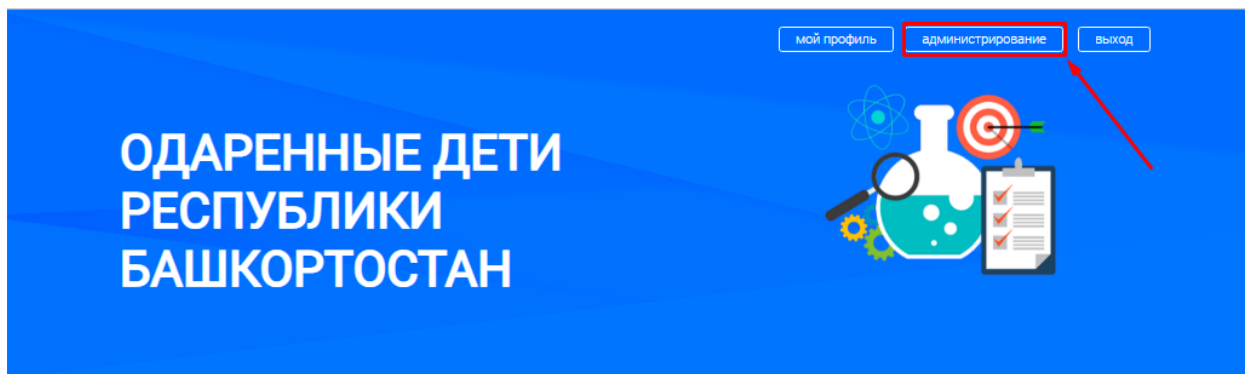 мой профиль администрирование выход
ОДАРЕННЫЕ ДЕТИ
РЕСПУБЛИКИ
БАШКОРТОСТАН